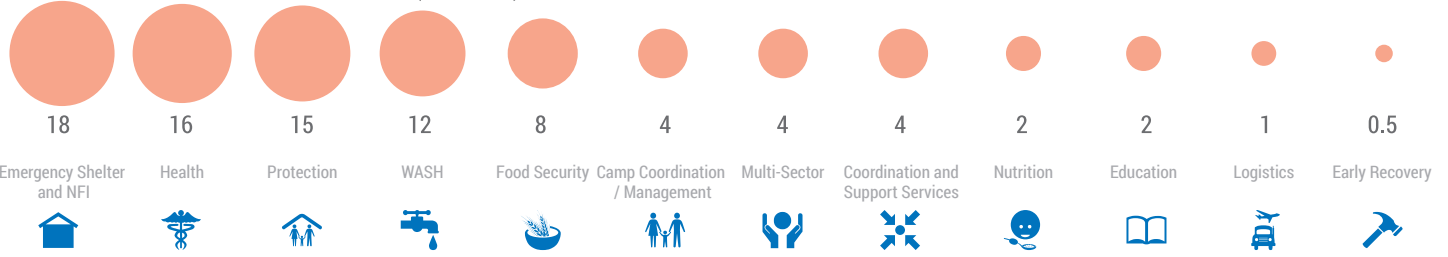 18 16 15 12 8 4 4 4 2 2 1 0.5
Emergency Shelter Health Protection WASH Food Security Camp Coordination Multi-Sector Coordination and Nutrition Education Logistics Early Recovery
and NFI / Management Support Services